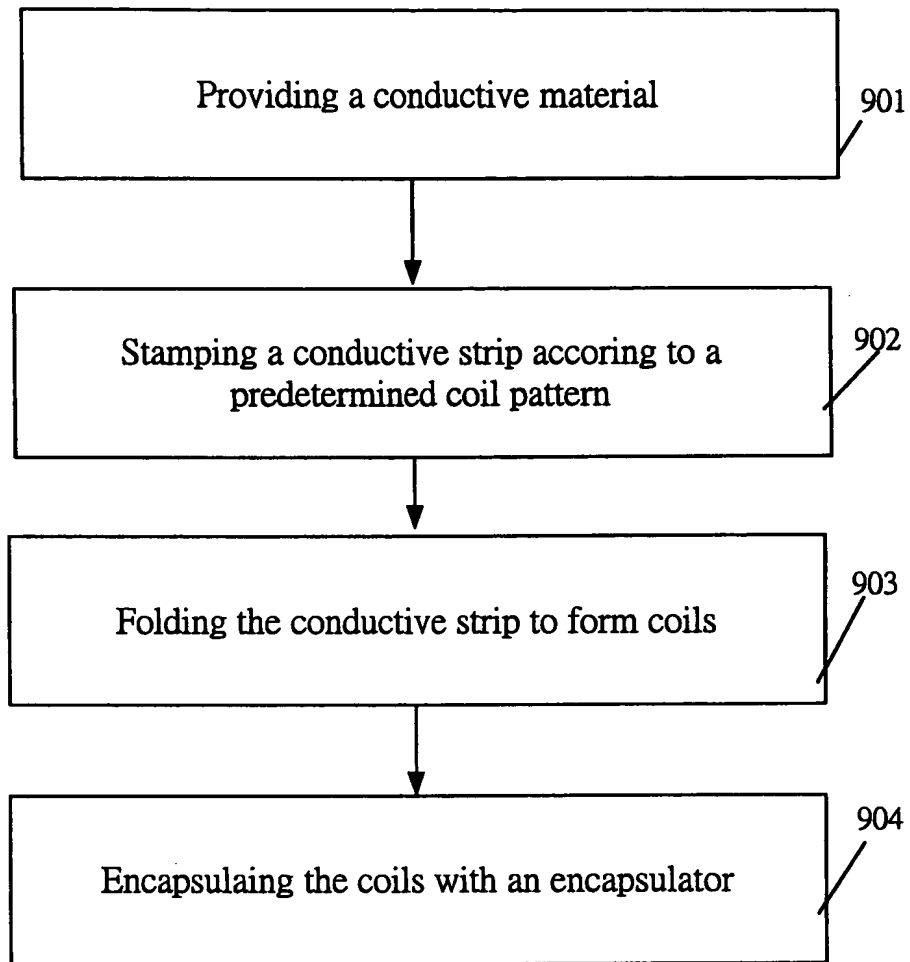 Providing a conductive material
901
Stamping a conductive strip accoring to a
predetermined coil pattern
902
Folding the conductive strip to form coils
903
Encapsulaing the coils with an encapsulator
904